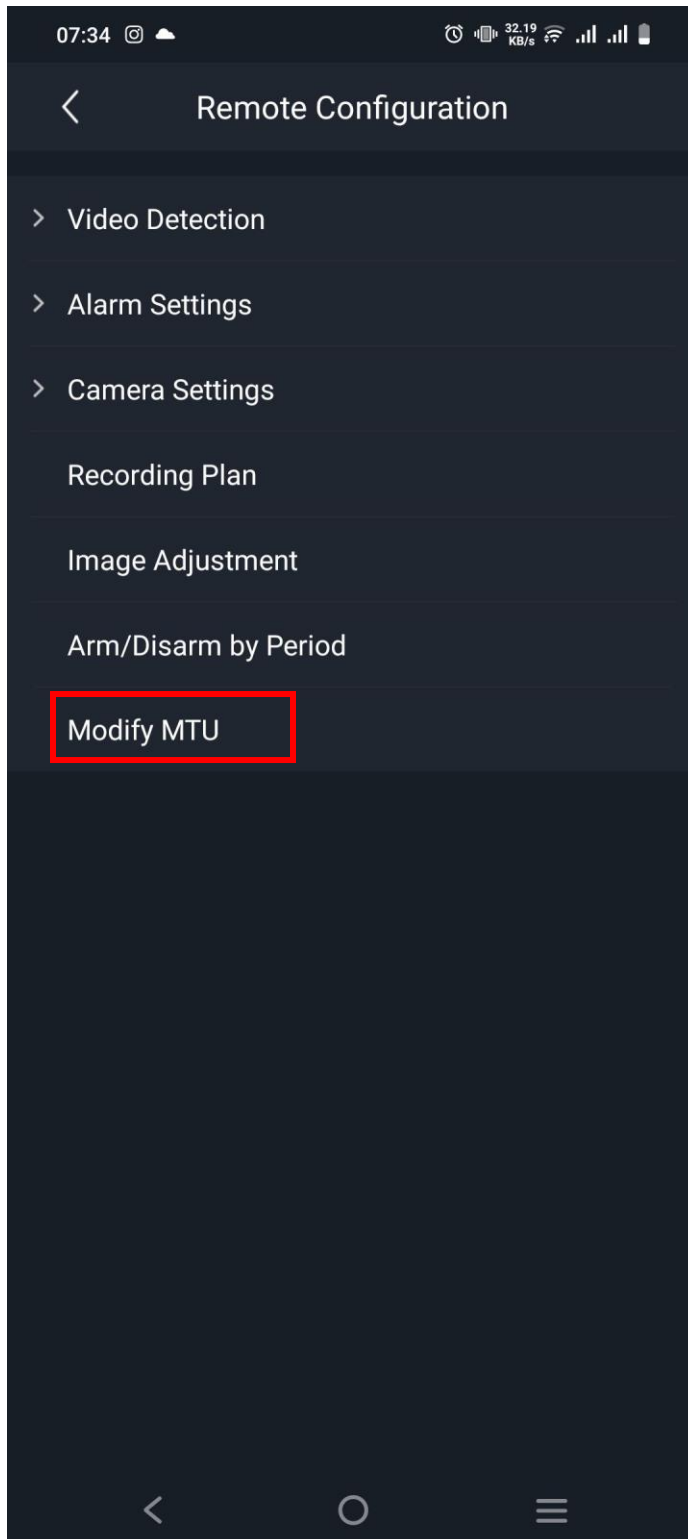 07:34
32.19
KB/s
Remote Configuration
Video Detection
Alarm Settings
Camera Settings
Recording Plan
Image Adjustment
Arm/Disarm by Period
Modify MTU